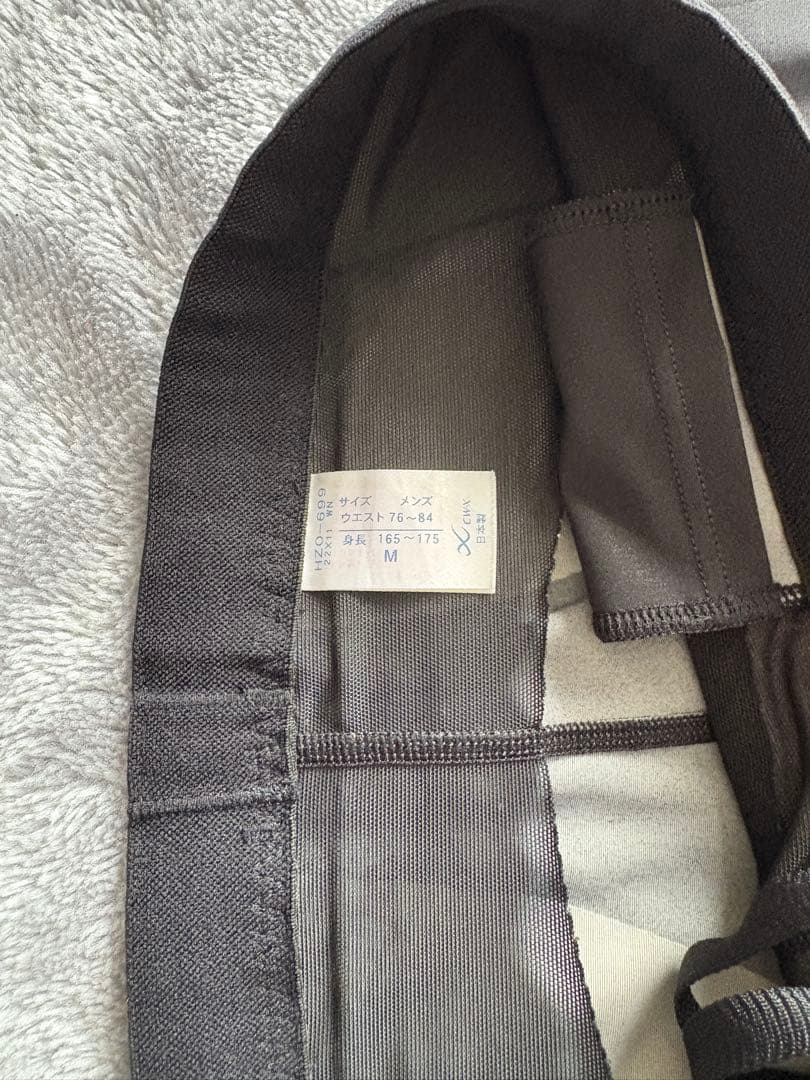 HZO-699
22X11 WN
サイズ メンズ
ウエスト 76～84
身長 165～175
M
CW-X
日本製